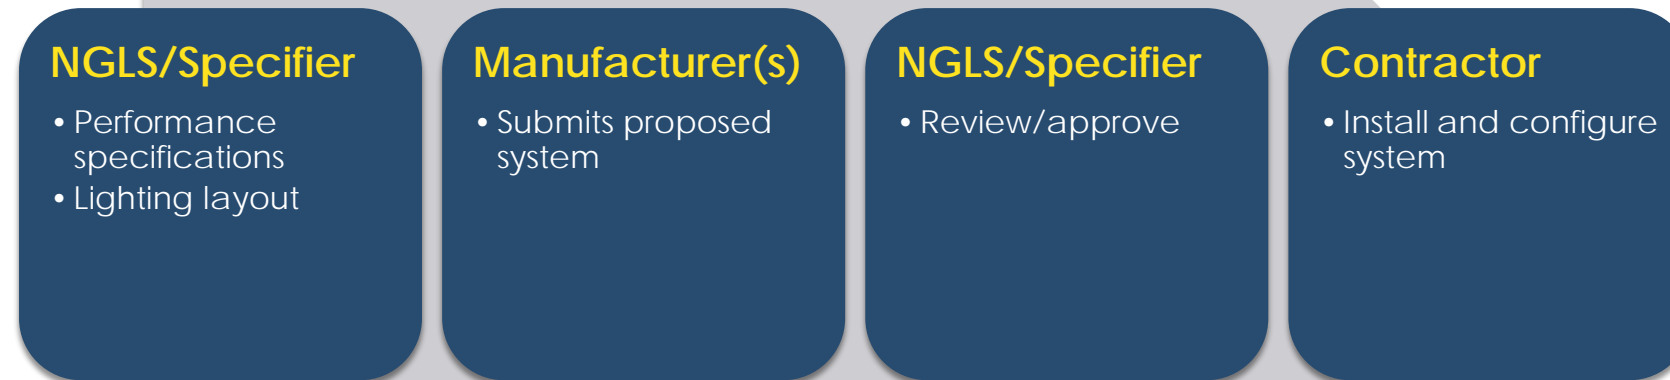 NGLS/Specifier
• Performance
specifications
• Lighting layout
Manufacturer(s)
• Submits proposed
system
NGLS/Specifier
• Review/approve
Contractor
• Install and configure
system